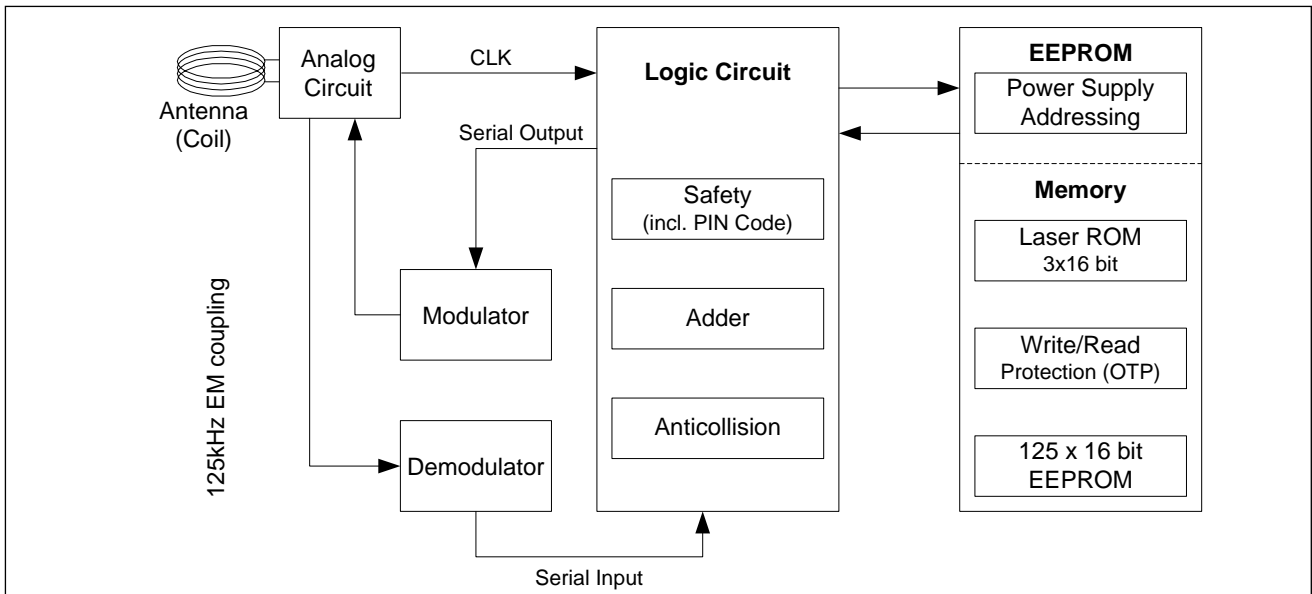 Antenna
(Coil)
Analog
Circuit
CLK
Serial Output
Modulator
Demodulator
Serial Input
125kHz EM coupling
Logic Circuit
Safety
(incl. PIN Code)
Adder
Anticollision
EEPROM
Power Supply
Addressing
Memory
Laser ROM
3x16 bit
Write/Read
Protection (OTP)
125 x 16 bit
EEPROM